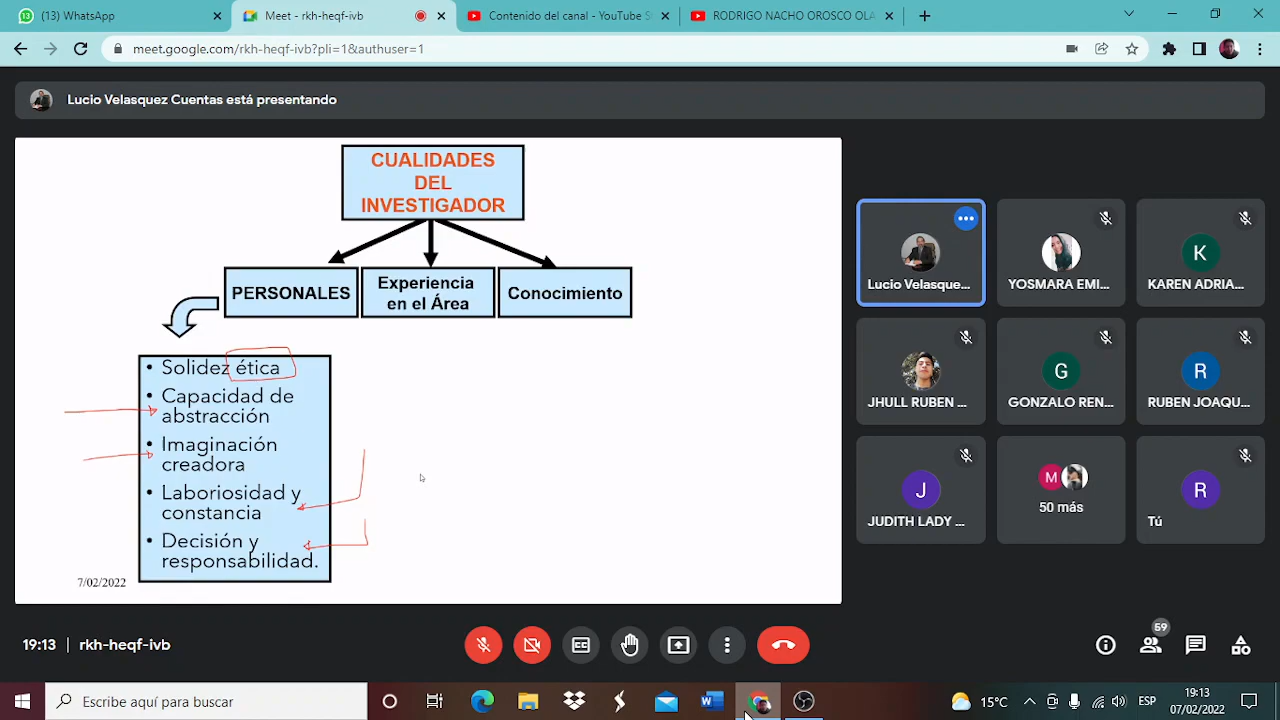 (13) WhatsApp
Meet - rkh-heqf-ivb
Contenido del canal - YouTube S
RODRIGO NACHO OROSCO OLA
meet.google.com/rkh-heqf-ivb?pli=1&authuser=1
Lucio Velasquez Cuentas está presentando
CUALIDADES
DEL
INVESTIGADOR
PERSONALES
Experiencia
en el Área
Conocimiento
• Solidez ética
• Capacidad de
abstracción
• Imaginación
creadora
• Laboriosidad y
constancia
• Decisión y
responsabilidad.
7/02/2022
Lucio Velasque...
YOSMARA EMI...
K
KAREN ADRIA...
JHULL RUBEN ...
G
GONZALO REN...
R
RUBEN JOAQU...
J
JUDITH LADY ...
M
50 más
R
Tú
19:13 | rkh-heqf-ivb
59
Escribe aquí para buscar
15°C
ESP
19:13
07/02/2022